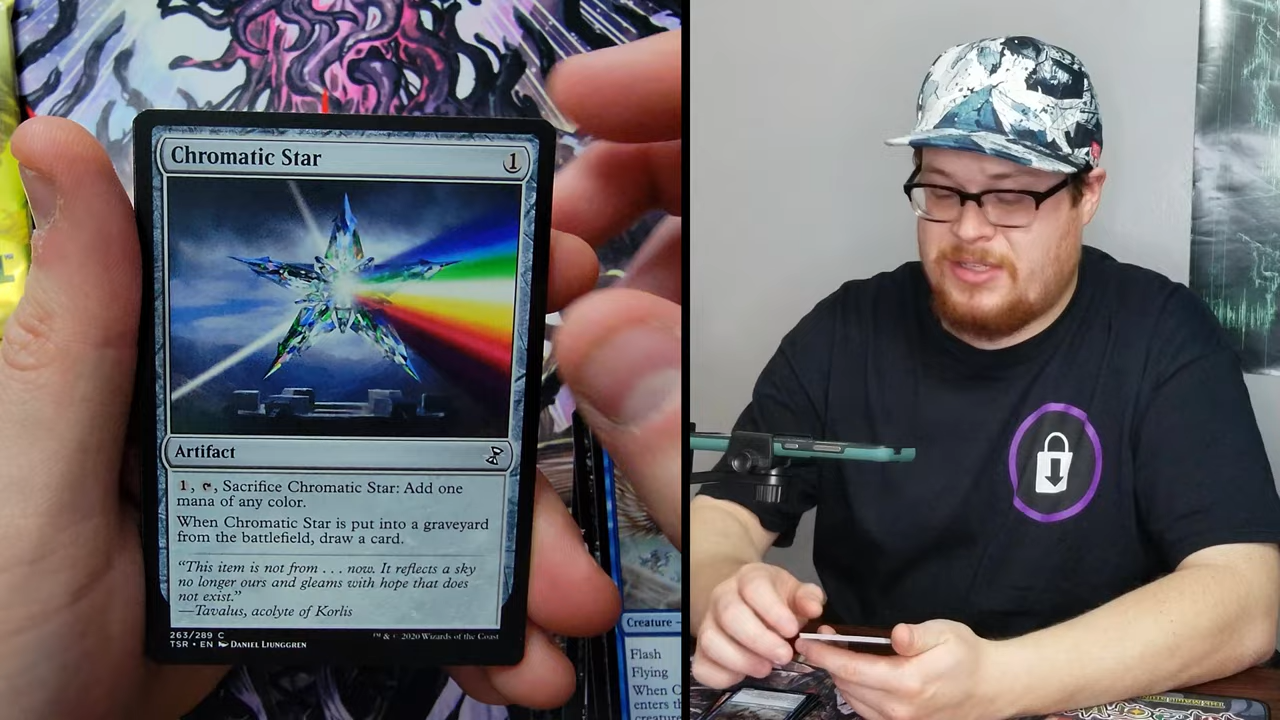 Chromatic Star
1
Artifact
1, , Sacrifice Chromatic Star: Add one
mana of any color.
When Chromatic Star is put into a graveyard
from the battlefield, draw a card.
"This item is not from . . . now. It reflects a sky
no longer ours and gleams with hope that does
not exist."
—Tavalus, acolyte of Korlis
263/289 C
TSR • EN DANIEL LJUNGGREN
™ & © 2020 Wizards of the Coast
Creature –
Flash
Flying
When C
enters th
creature